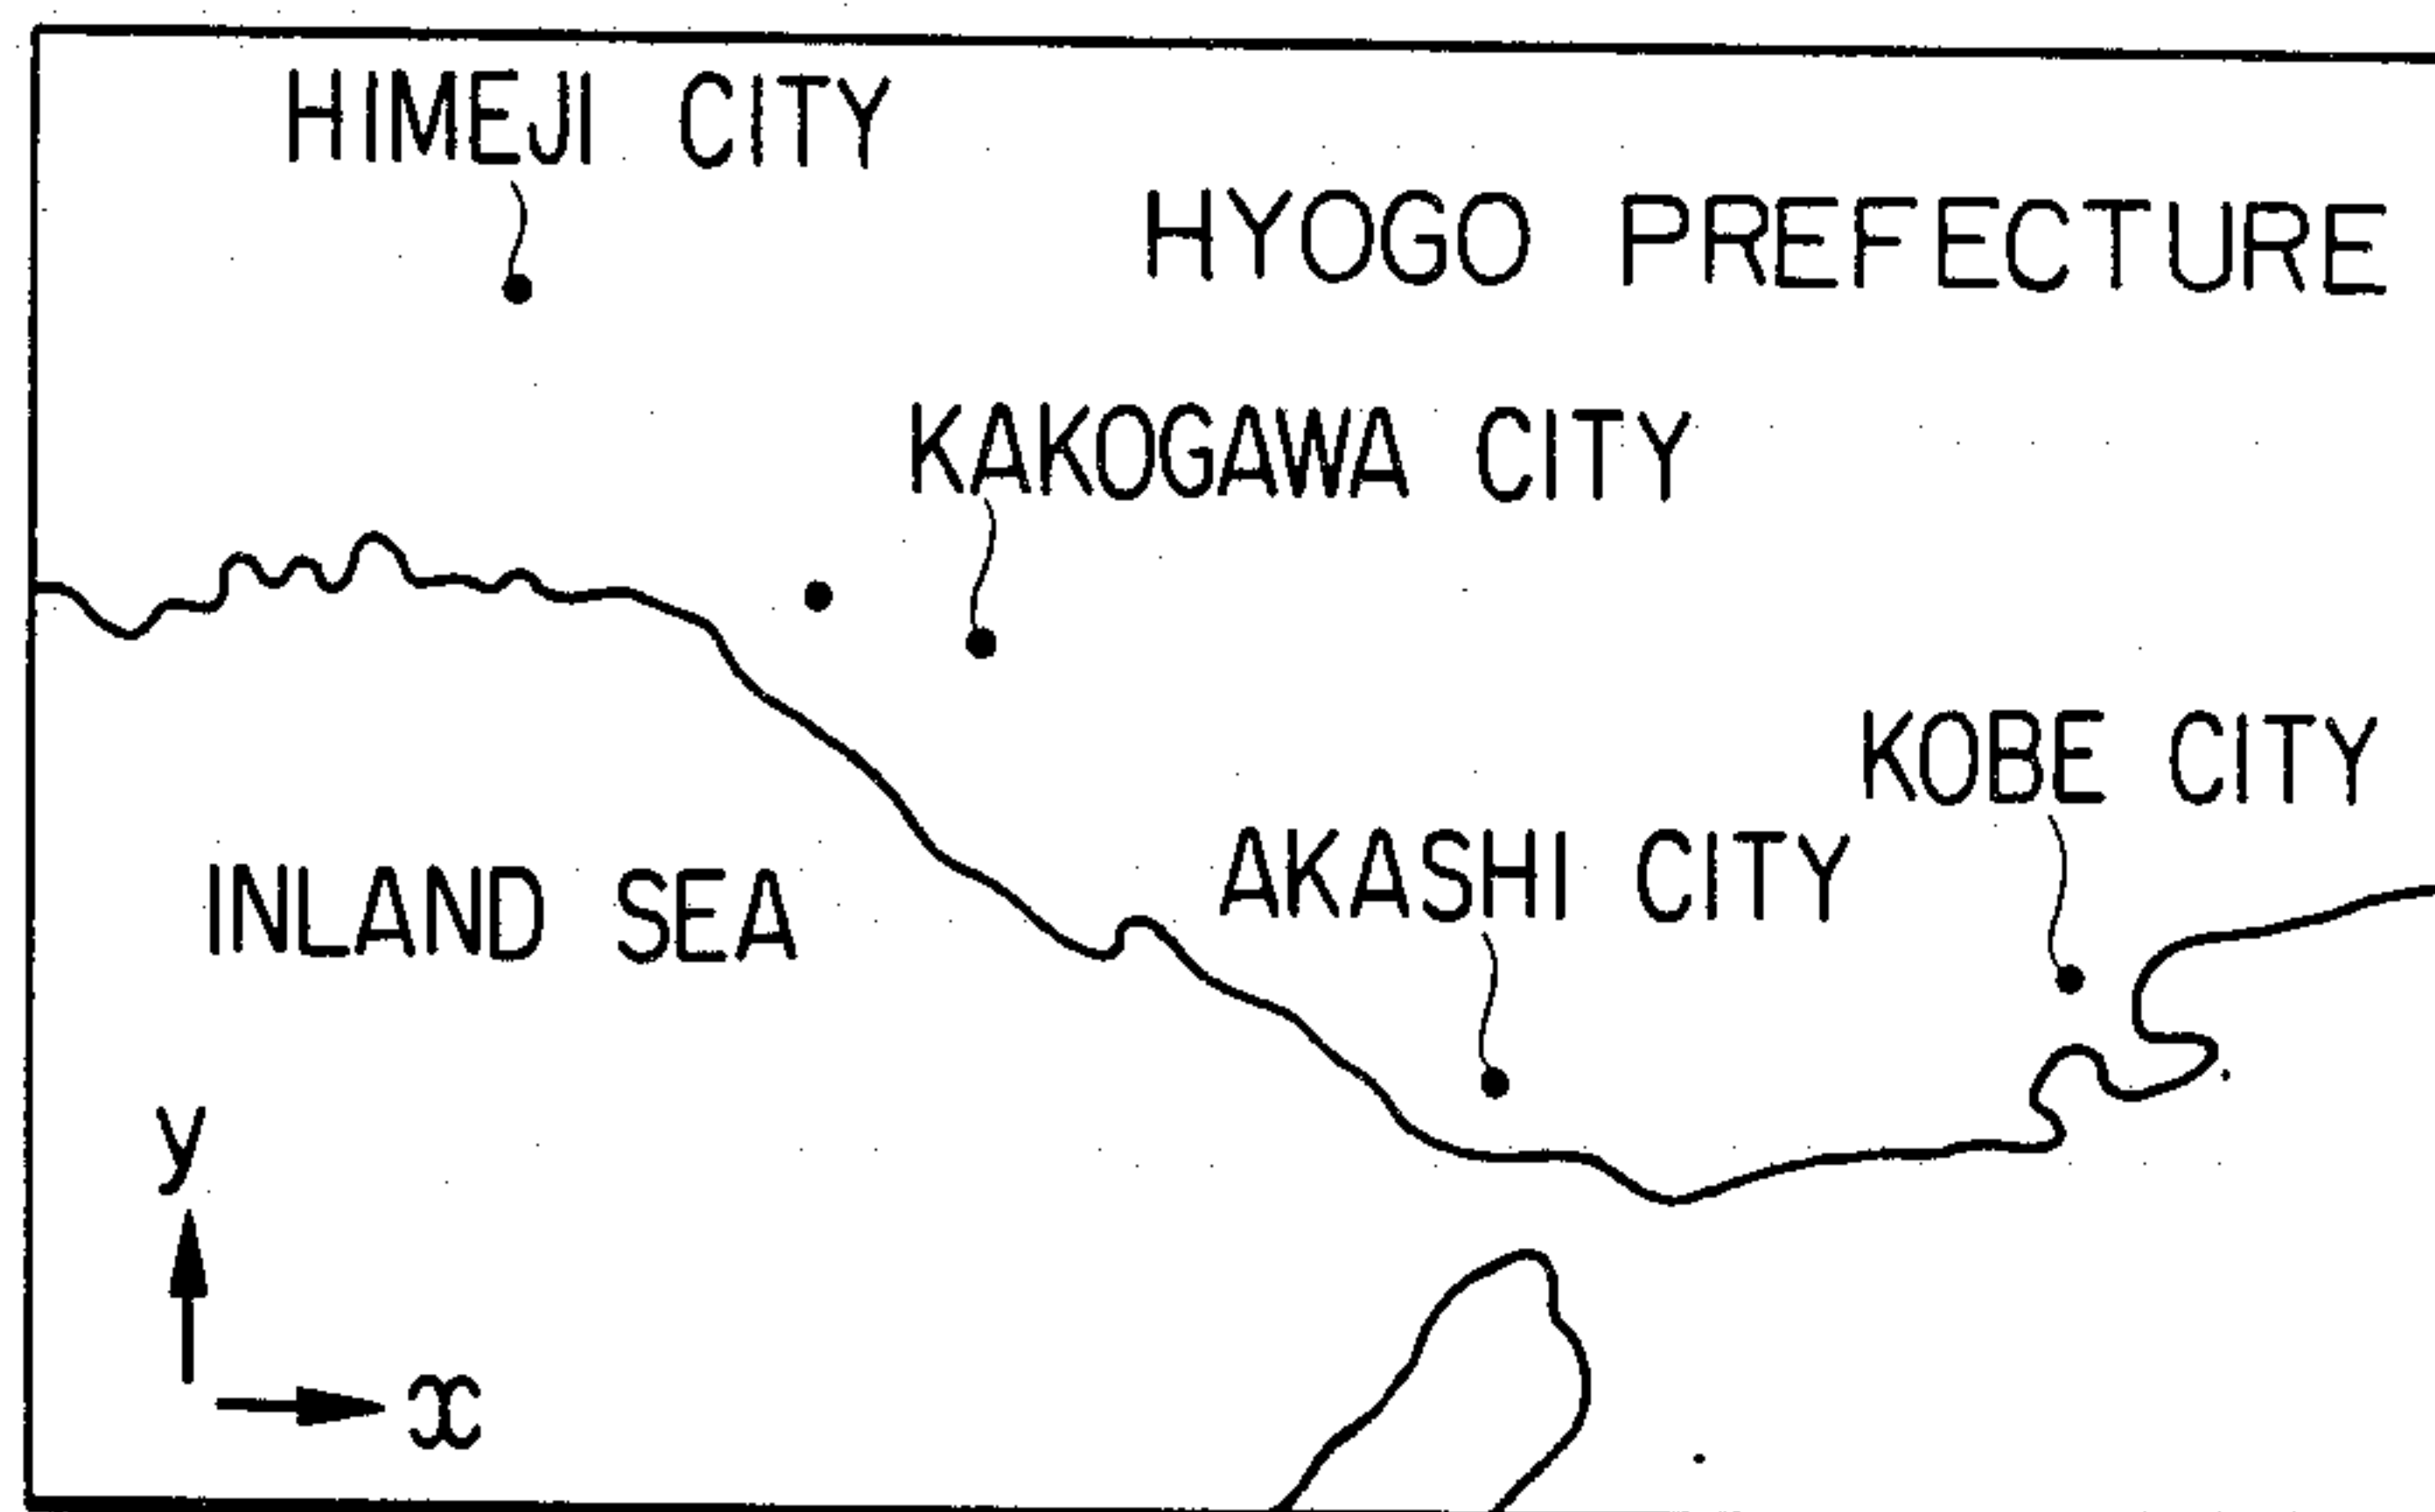 HIMEJI CITY
HYOGO PREFECTURE
KAKOGAWA CITY
KOBE CITY
AKASHI CITY
INLAND SEA
y
x